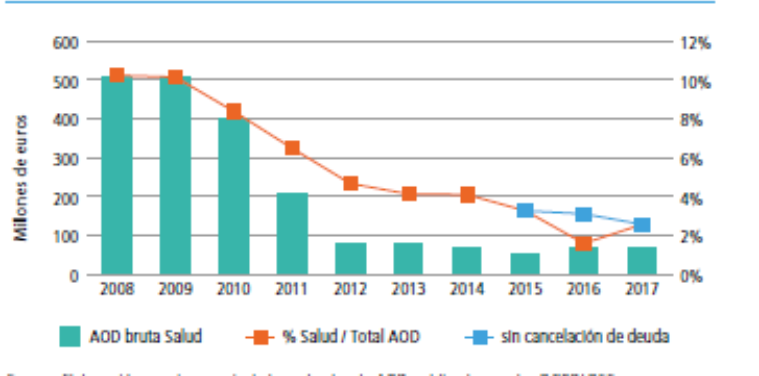 600 12%
500 10%
400 8%
300 6%
200 4%
100 2%
0 0%
Millones de euros
2008 2009 2010 2011 2012 2013 2014 2015 2016 2017
AOD bruta Salud % Salud / Total AOD sin cancelación de deuda